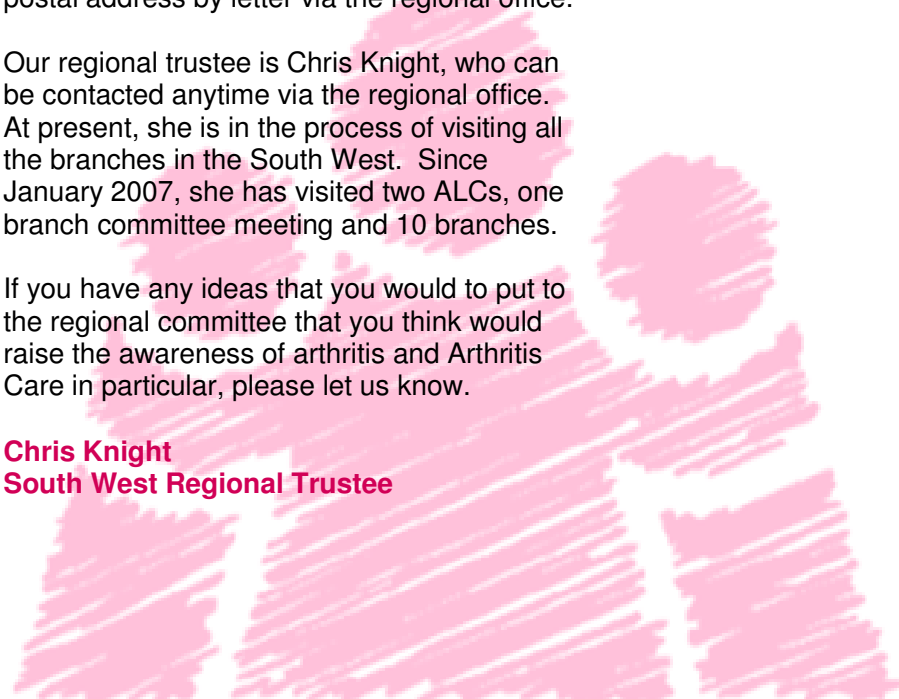 postal address by letter via the regional office.
Our regional trustee is Chris Knight, who can
be contacted anytime via the regional office.
At present, she is in the process of visiting all
the branches in the South West.  Since
January 2007, she has visited two ALCs, one
branch committee meeting and 10 branches.
If you have any ideas that you would to put to
the regional committee that you think would
raise the awareness of arthritis and Arthritis
Care in particular, please let us know.
Chris Knight
South West Regional Trustee